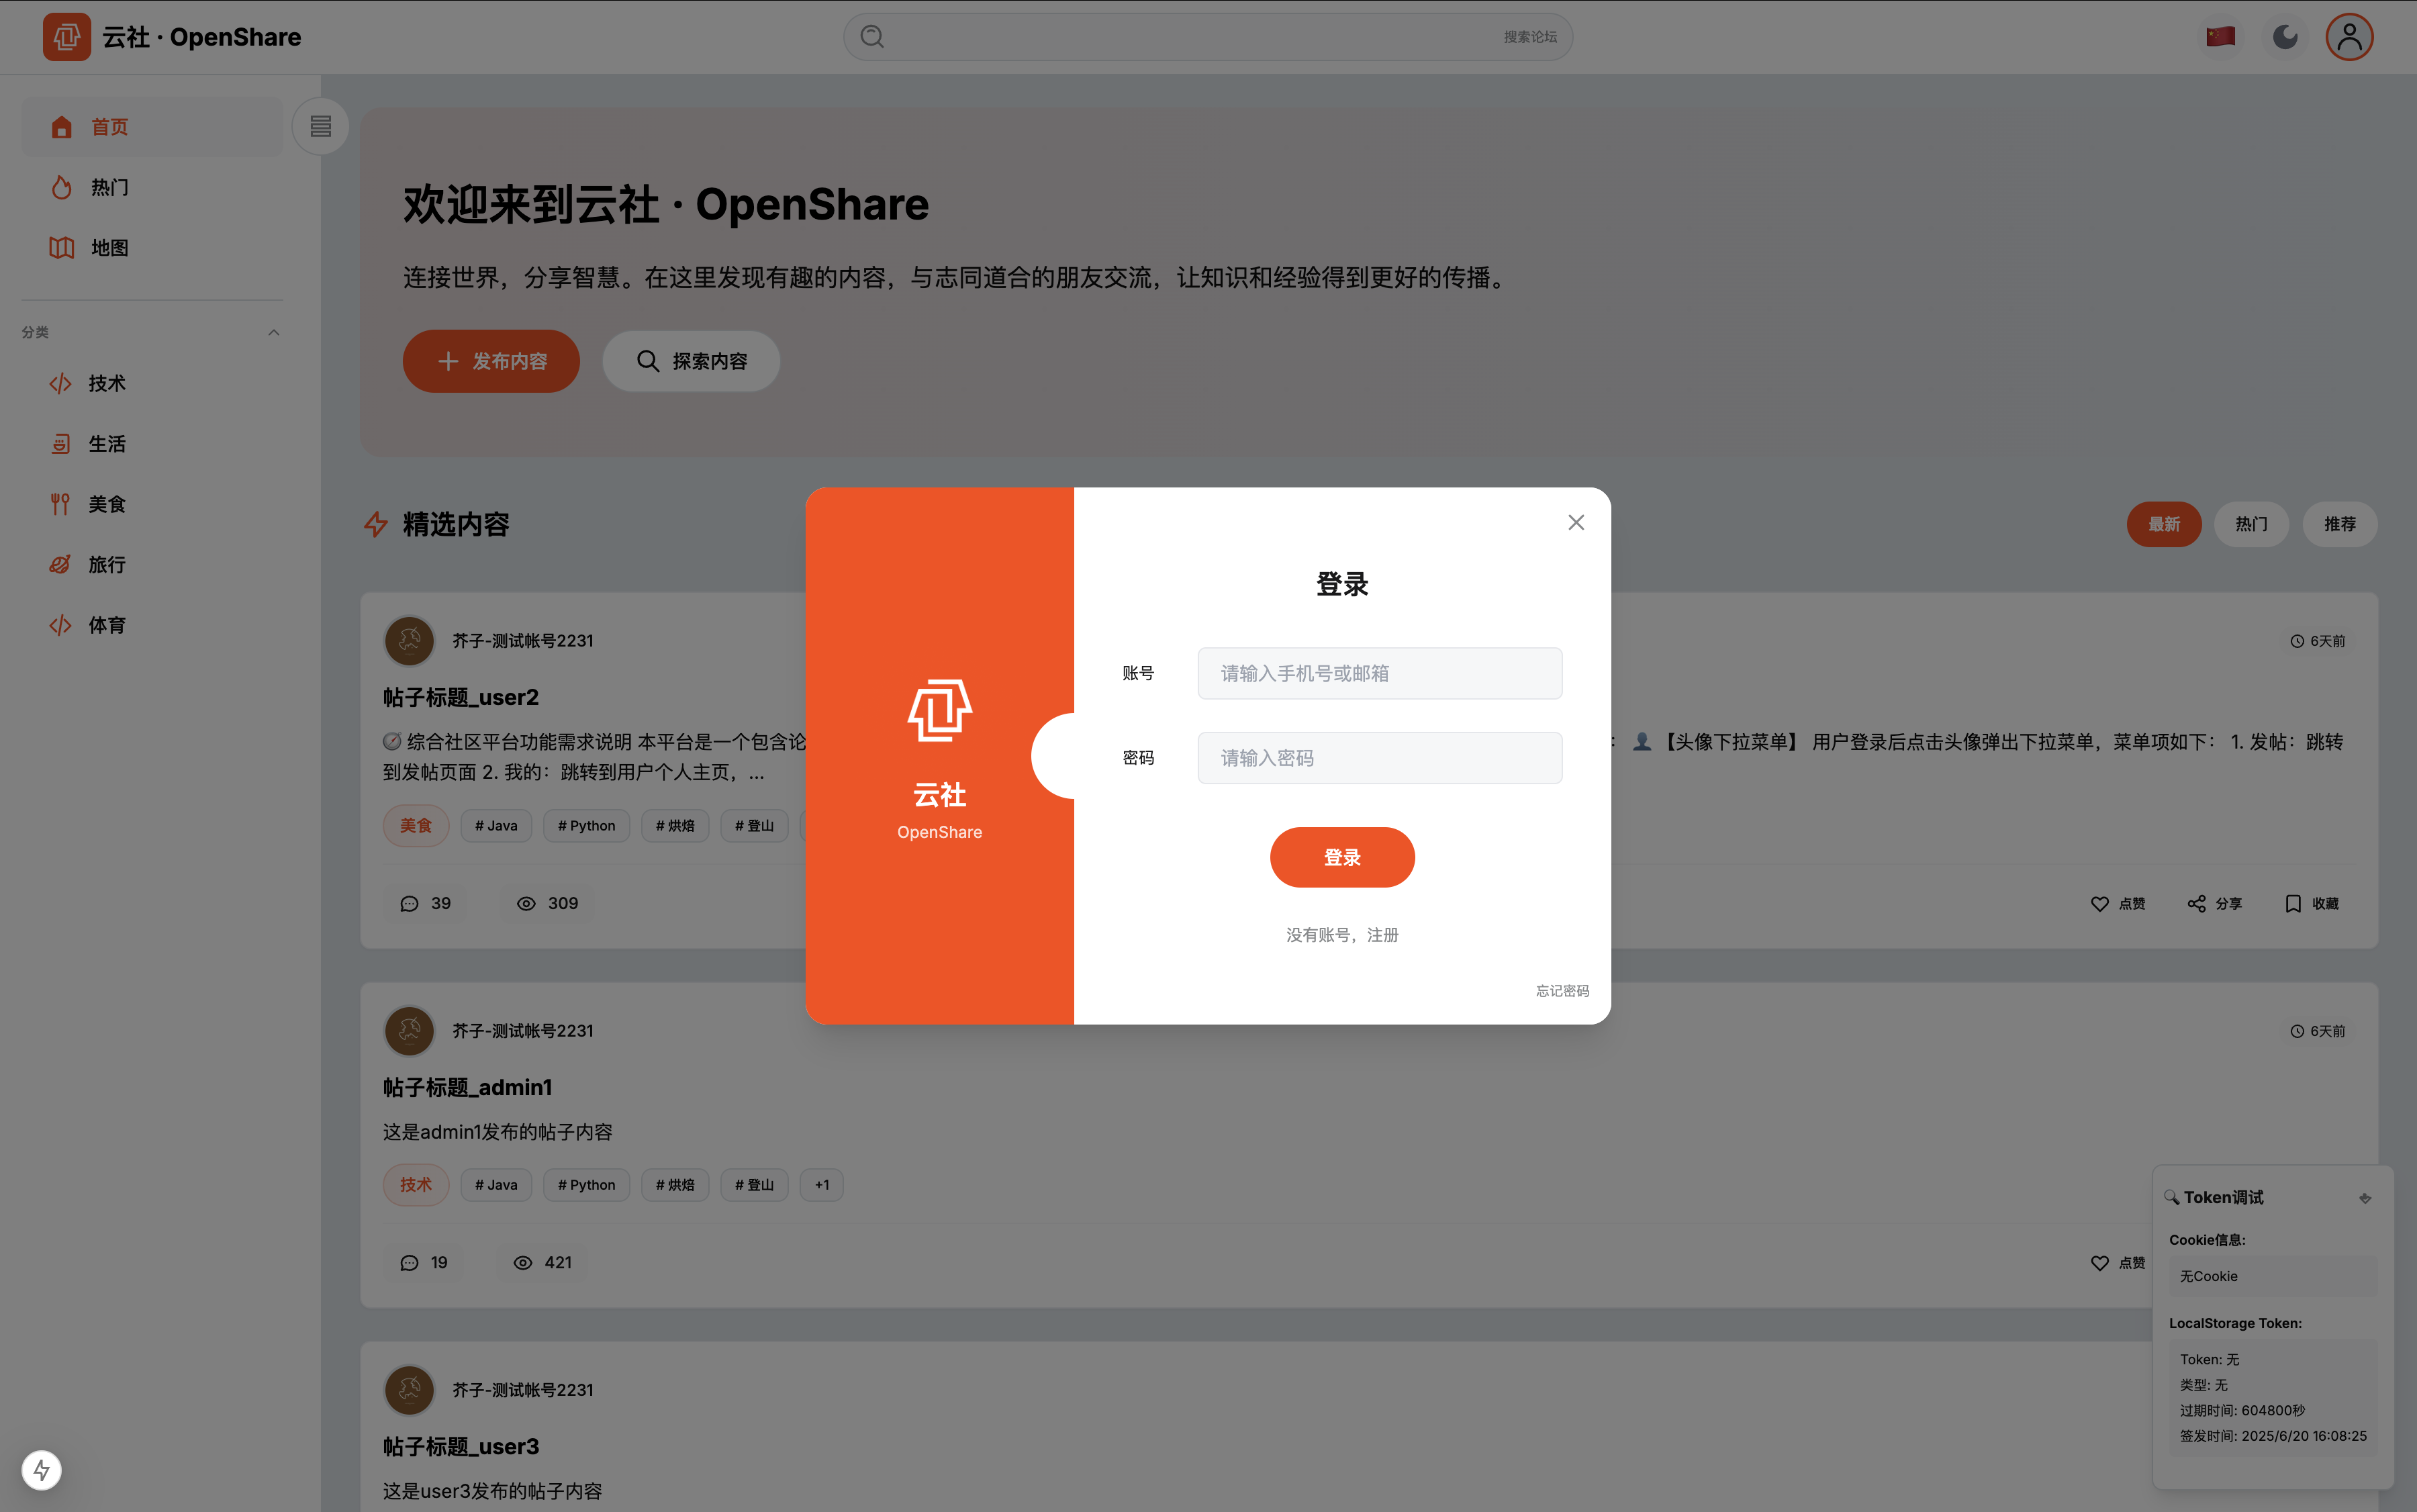 云社 · OpenShare
搜索论坛
首页
热门
地图
分类
技术
生活
美食
旅行
体育
欢迎来到云社 · OpenShare
连接世界，分享智慧。在这里发现有趣的内容，与志同道合的朋友交流，让知识和经验得到更好的传播。
发布内容
探索内容
精选内容
最新
热门
推荐
芥子-测试帐号2231
6天前
帖子标题_user2
综合社区平台功能需求说明 本平台是一个包含论
： 【头像下拉菜单】 用户登录后点击头像弹出下拉菜单，菜单项如下： 1. 发帖：跳转
到发帖页面 2. 我的：跳转到用户个人主页，...
美食
# Java
# Python
# 烘焙
# 登山
39
309
点赞
分享
收藏
云社
OpenShare
登录
账号
请输入手机号或邮箱
密码
请输入密码
登录
没有账号，注册
忘记密码
芥子-测试帐号2231
6天前
帖子标题_admin1
这是admin1发布的帖子内容
技术
# Java
# Python
# 烘焙
# 登山
+1
19
421
点赞
芥子-测试帐号2231
帖子标题_user3
这是user3发布的帖子内容
Token调试
Cookie信息:
无Cookie
LocalStorage Token:
Token: 无
类型: 无
过期时间: 604800秒
签发时间: 2025/6/20 16:08:25